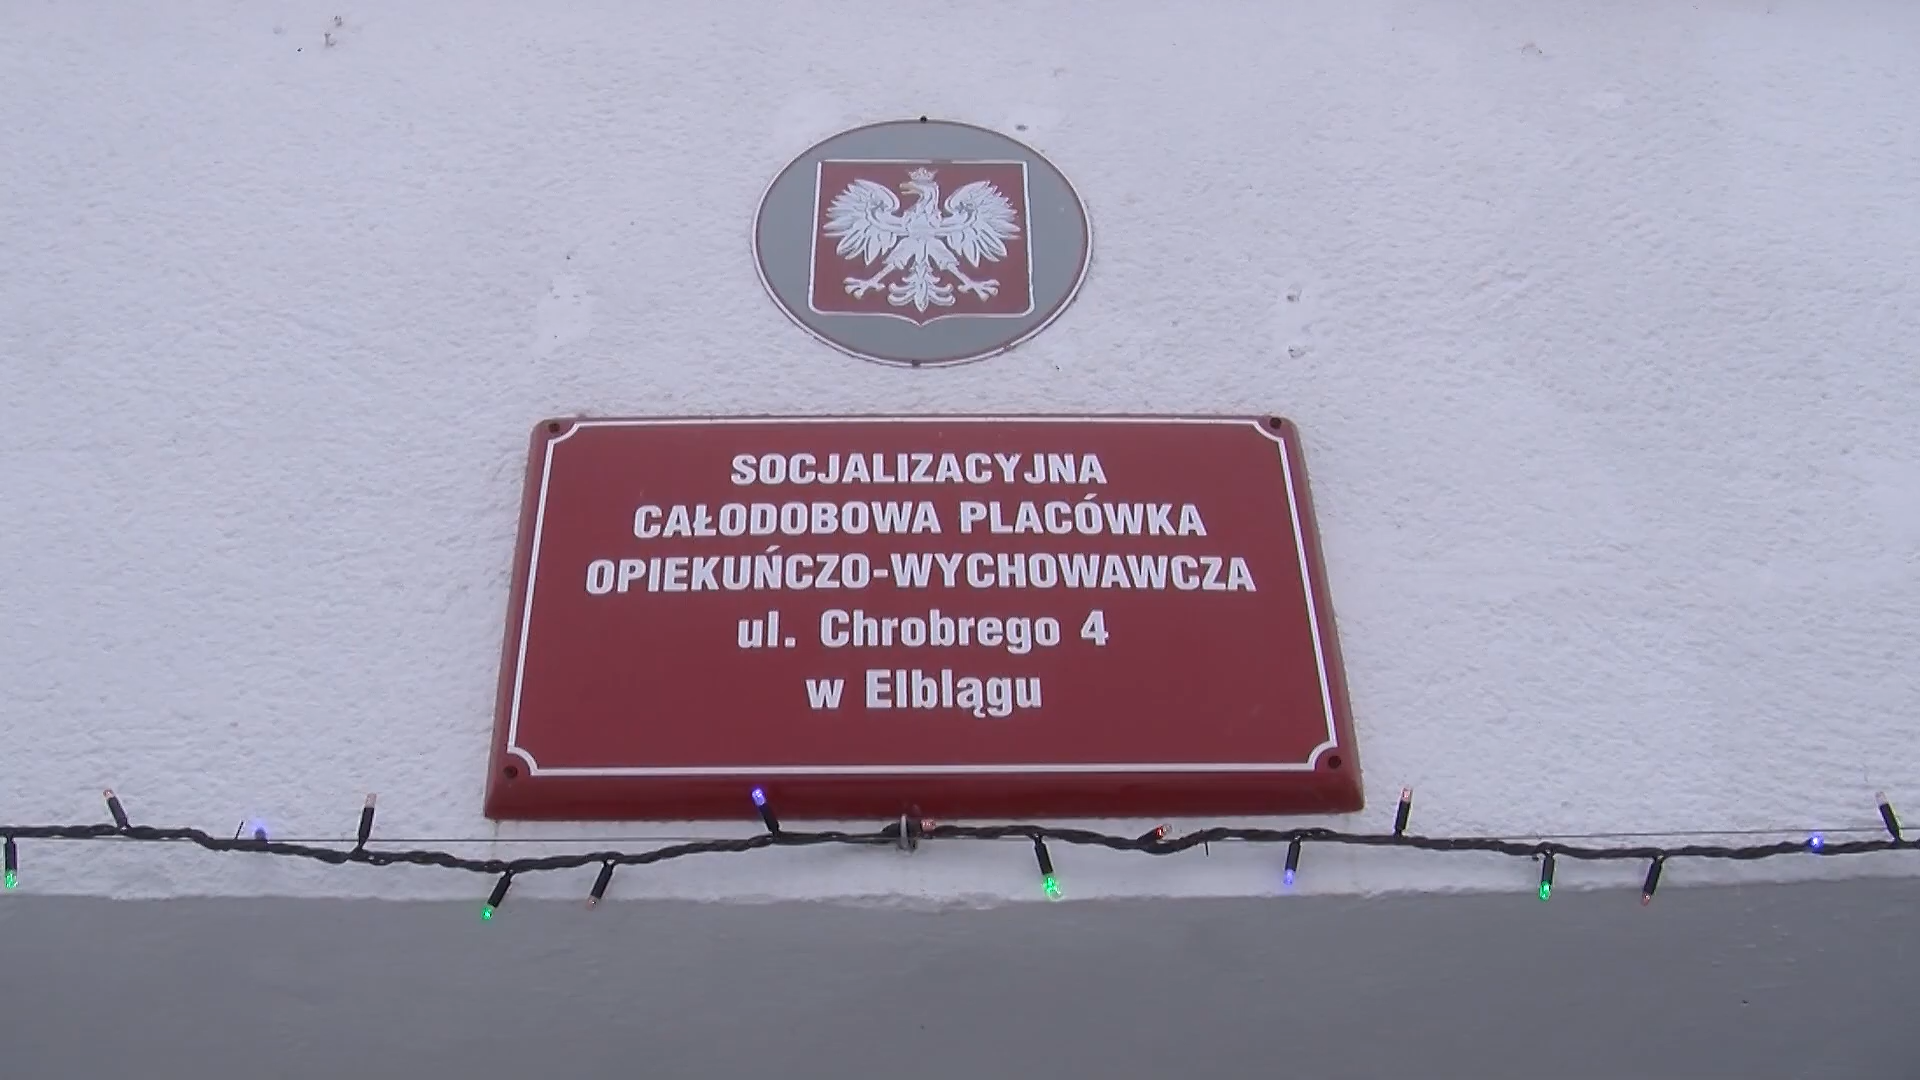 SOCJALIZACYJNA
CAŁODOBOWA PLACÓWKA
OPIEKUŃCZO-WYCHOWAWCZA
ul. Chrobrego 4
w Elblągu